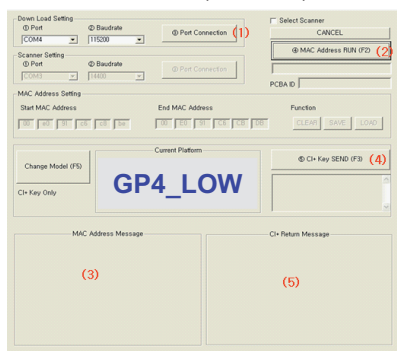 Down Load Setting
① Port ② Baudrate
COM4 115200 ③ Port Connection (1)
Select Scanner
CANCEL
④ MAC Address RUN (F2) (2)
Scanner Setting
① Port ② Baudrate
COM3 14400 ③ Port Connection
PCBA ID
MAC Address Setting
Start MAC Address End MAC Address Function
CLEAR SAVE LOAD
Change Model (F5)
CI+ Key Only
Current Platform
GP4_LOW
⑤ CI+ Key SEND (F3) (4)
MAC Address Message CI+ Return Message
(3) (5)